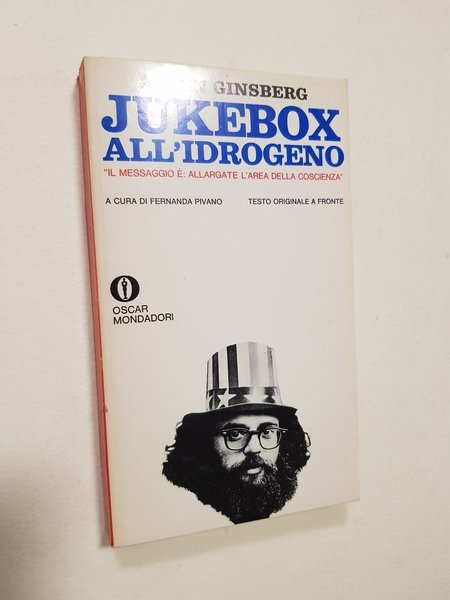 GINSBERG
JUKEBOX
ALL'IDROGENO
"IL MESSAGGIO È: ALLARGATE L'AREA DELLA COSCIENZA"
A CURA DI FERNANDA PIVANO TESTO ORIGINALE A FRONTE
OSCAR
MONDADORI